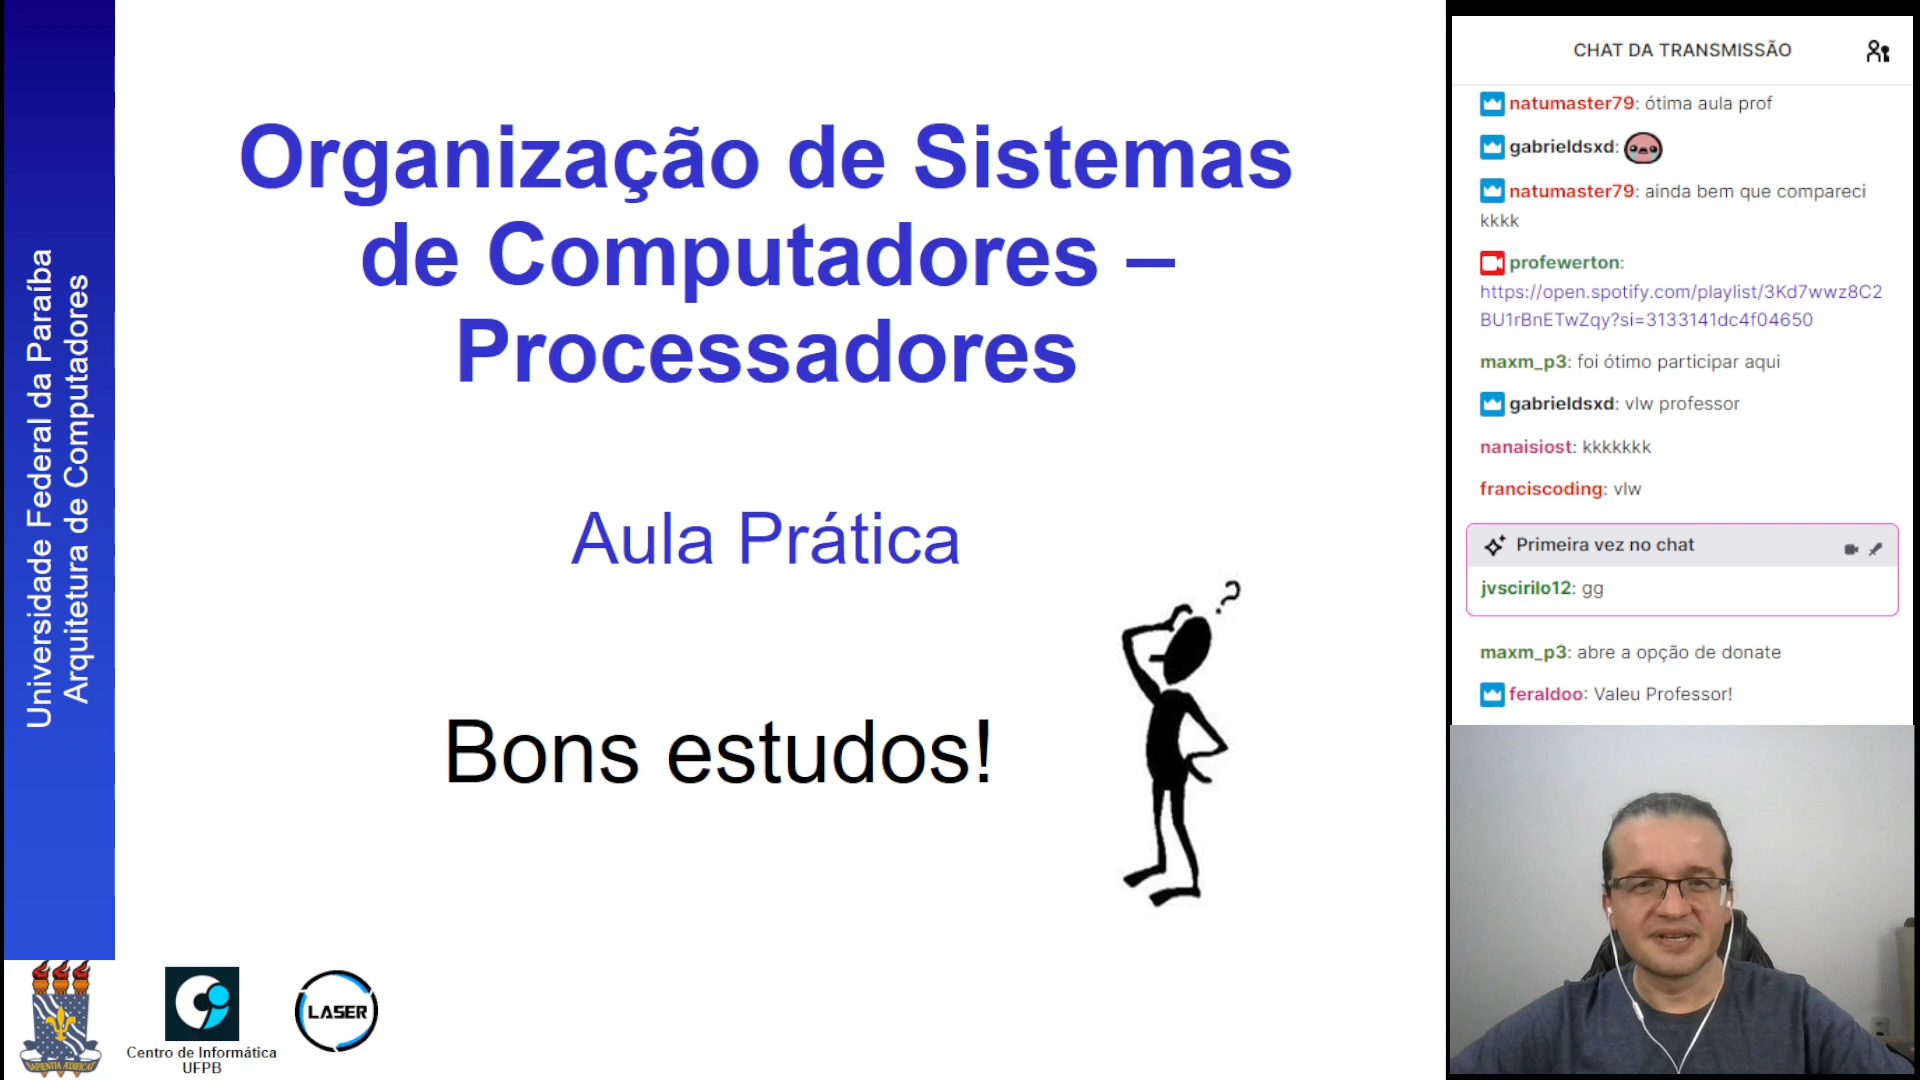 Universidade Federal da Paraíba
Arquitetura de Computadores
Organização de Sistemas
de Computadores –
Processadores
Aula Prática
?
Bons estudos!
SAPIENTIA ÆDIFICAT
Centro de Informática
UFPB
LASER
CHAT DA TRANSMISSÃO
natumaster79: ótima aula prof
gabrieldsxd:
natumaster79: ainda bem que compareci
kkkk
profewerton:
https://open.spotify.com/playlist/3Kd7wwz8C2
BU1rBnETwZqy?si=3133141dc4f04650
maxm_p3: foi ótimo participar aqui
gabrieldsxd: vlw professor
nanaisiost: kkkkkkk
franciscoding: vlw
Primeira vez no chat
jvscirilo12: gg
maxm_p3: abre a opção de donate
feraldoo: Valeu Professor!